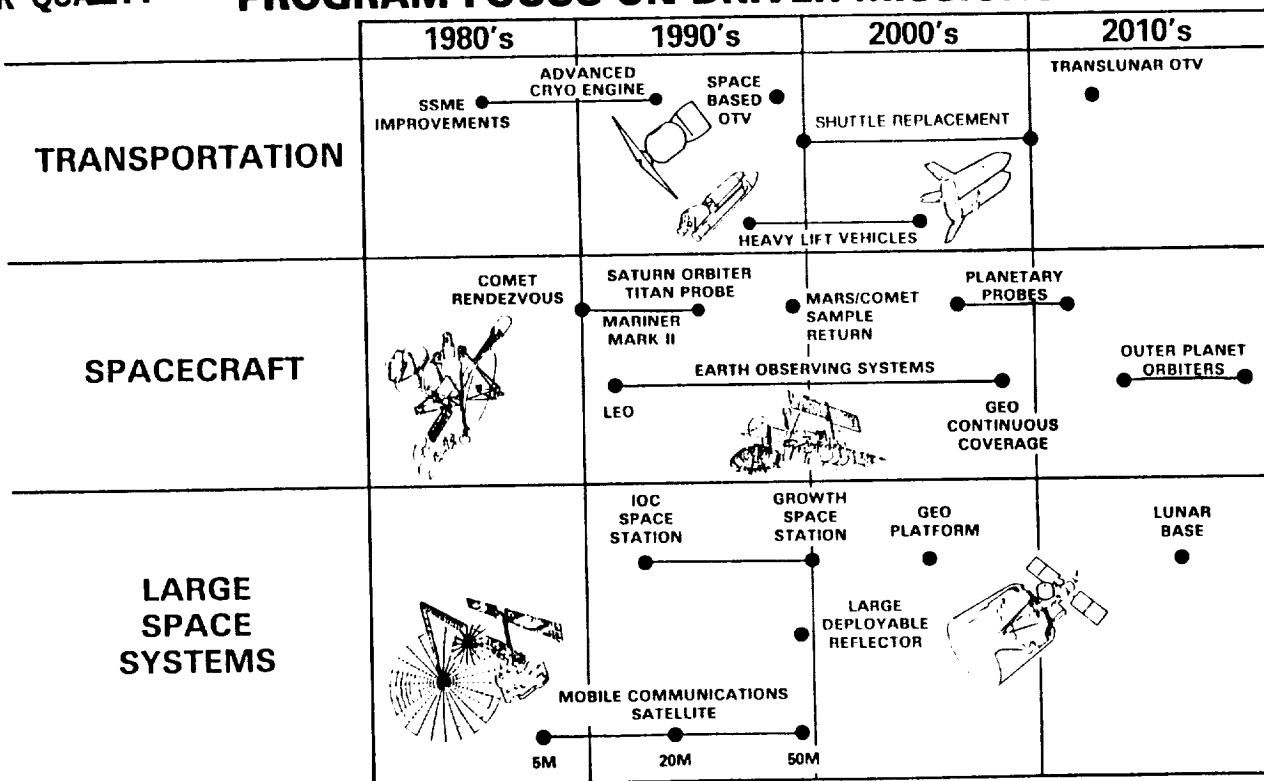 QUALITY
PROGRAM FOCUS ON DRIVER MISSIONS
1980's
1990's
2000's
2010's
TRANSPORTATION
SSME
IMPROVEMENTS
ADVANCED
CRYO ENGINE
SPACE
BASED
OTV
SHUTTLE REPLACEMENT
TRANSLUNAR OTV
HEAVY LIFT VEHICLES
SPACECRAFT
COMET
RENDEZVOUS
SATURN ORBITER
TITAN PROBE
MARINER
MARK II
MARS/COMET
SAMPLE
RETURN
PLANETARY
PROBES
EARTH OBSERVING SYSTEMS
LEO
GEO
CONTINUOUS
COVERAGE
OUTER PLANET
ORBITERS
LARGE
SPACE
SYSTEMS
IOC
SPACE
STATION
GROWTH
SPACE
STATION
GEO
PLATFORM
LUNAR
BASE
LARGE
DEPLOYABLE
REFLECTOR
MOBILE COMMUNICATIONS
SATELLITE
5M
20M
50M